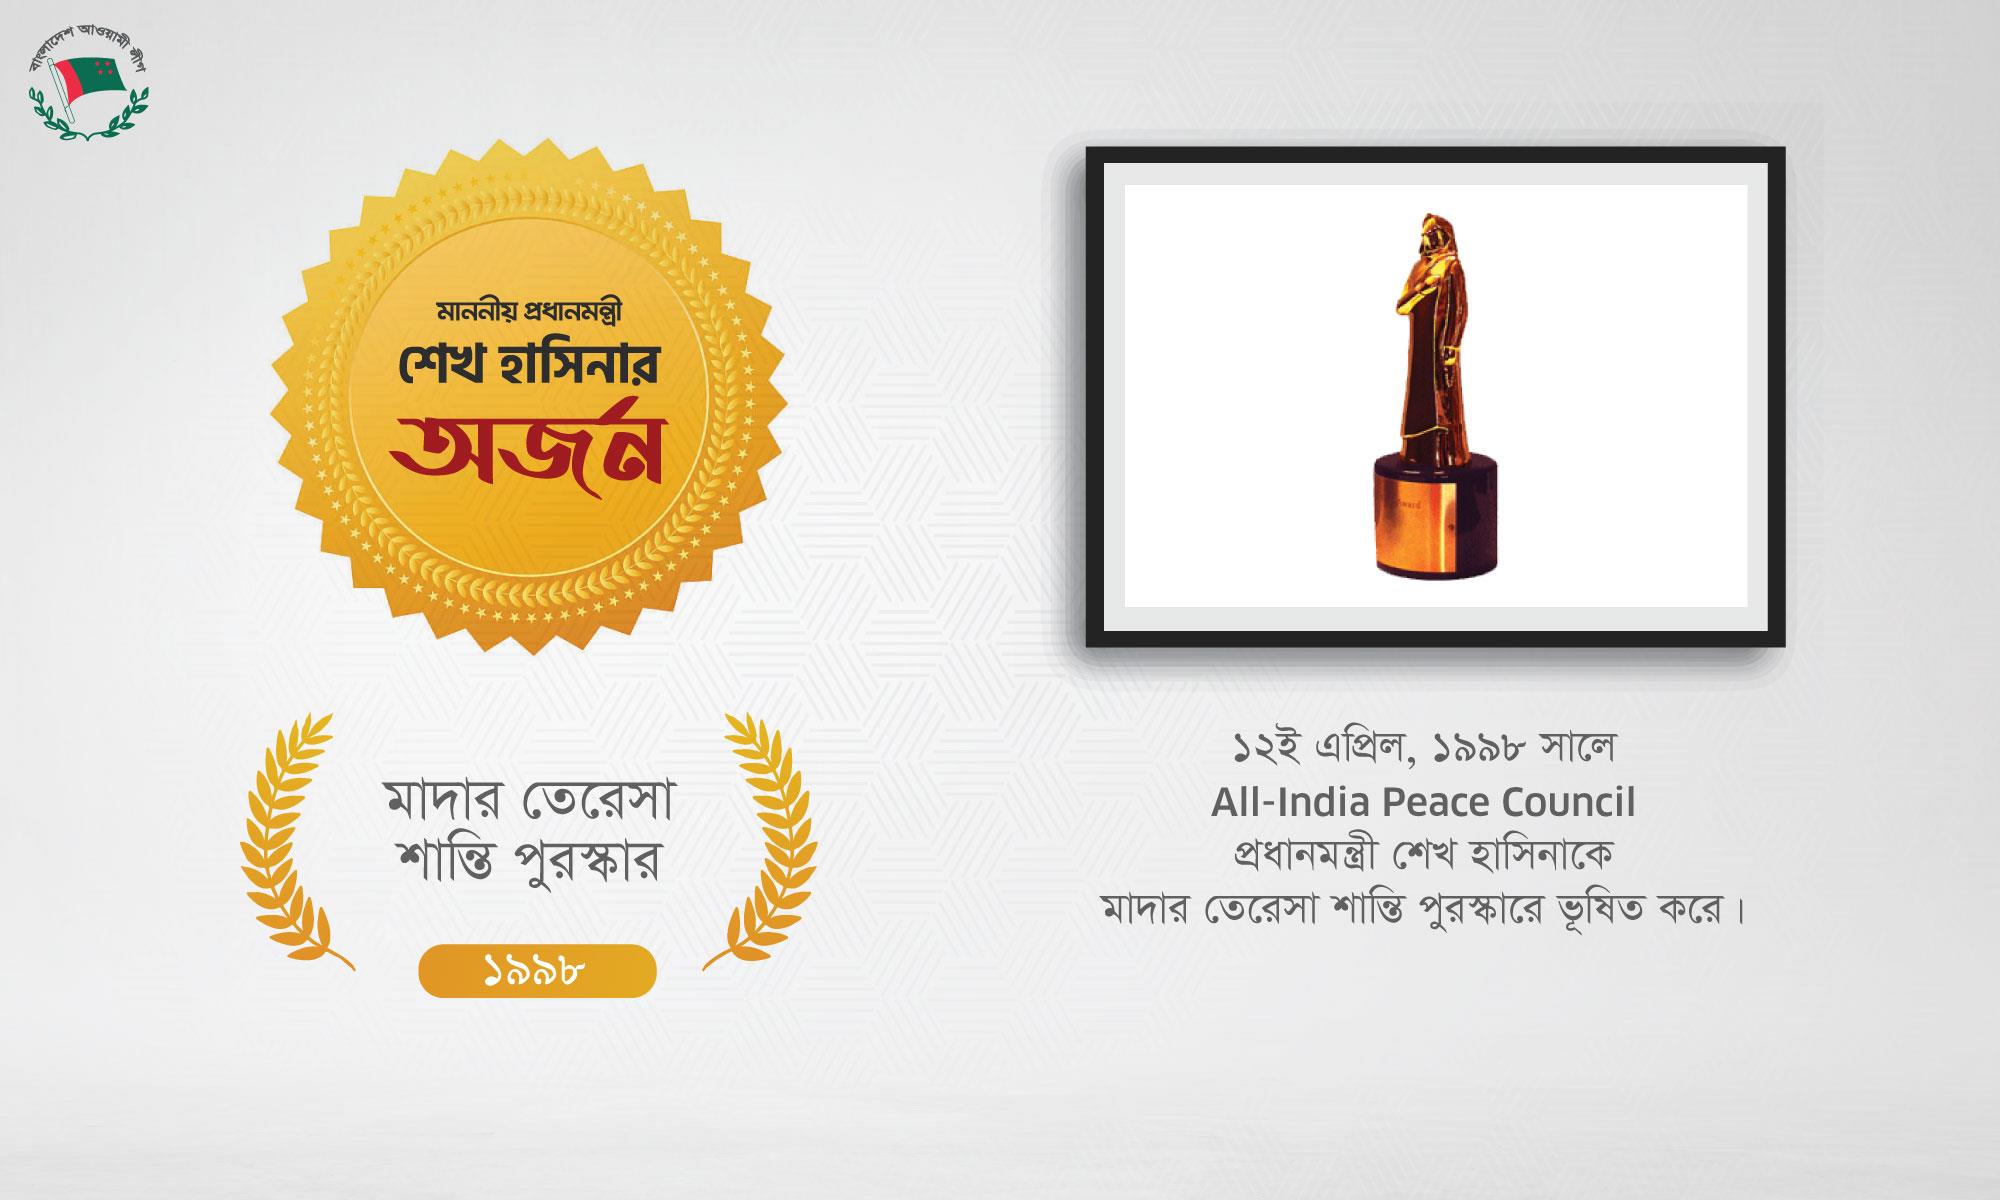 বাংলাদেশ আওয়ামী লীগ
মাননীয় প্রধানমন্ত্রী
শেখ হাসিনার
অর্জন
মাদার তেরেসা
শান্তি পুরস্কার
১৯৯৮
১২ই এপ্রিল, ১৯৯৮ সালে
All-India Peace Council
প্রধানমন্ত্রী শেখ হাসিনাকে
মাদার তেরেসা শান্তি পুরস্কারে ভূষিত করে।